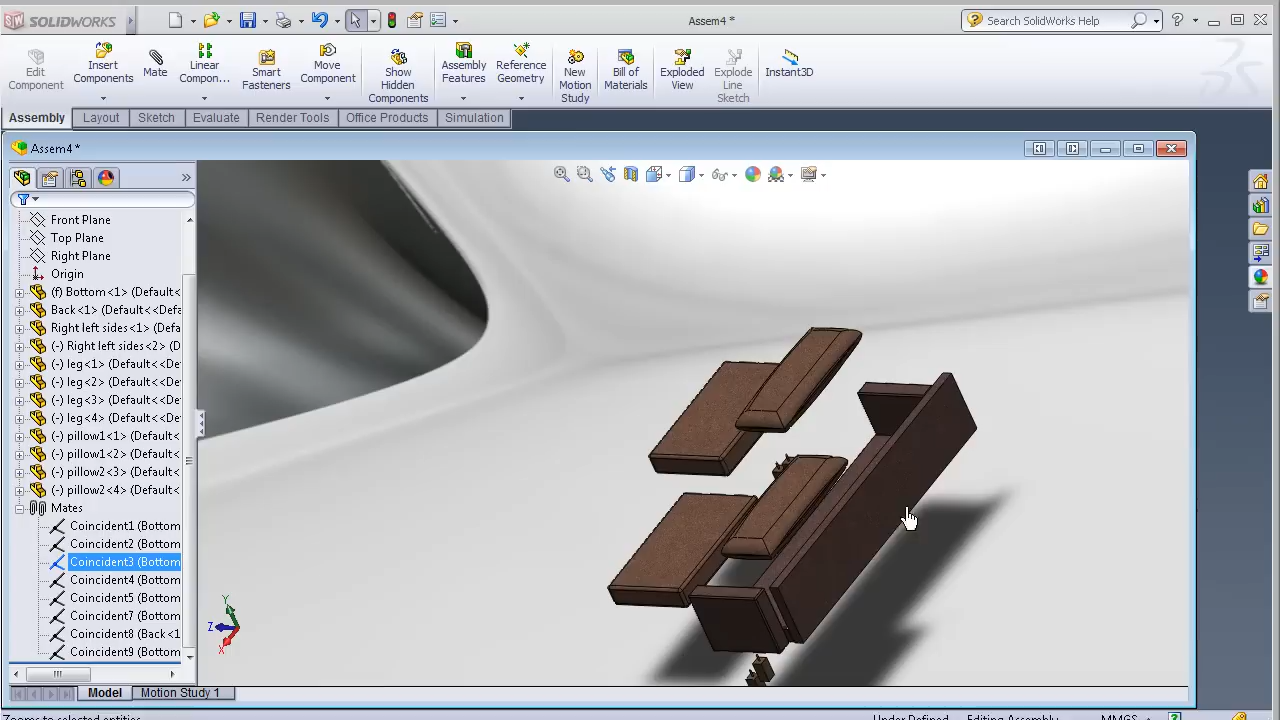 SOLIDWORKS
Assem4 *
Search SolidWorks Help
Edit Component
Insert Components
Mate
Linear Compon...
Smart Fasteners
Move Component
Show Hidden Components
Assembly Features
Reference Geometry
New Motion Study
Bill of Materials
Exploded View
Explode Line Sketch
Instant3D
Assembly
Layout
Sketch
Evaluate
Render Tools
Office Products
Simulation
Assem4 *
Front Plane
Top Plane
Right Plane
Origin
(f) Bottom<1> (Default<
Back<1> (Default<<Defa
Right left sides<1> (Defa
(-) Right left sides<2> (D
(-) leg<1> (Default<<De
(-) leg<2> (Default<<De
(-) leg<3> (Default<<De
(-) leg<4> (Default<<De
(-) pillow1<1> (Default<
(-) pillow1<2> (Default<
(-) pillow2<3> (Default<
(-) pillow2<4> (Default<
Mates
Coincident1 (Bottom
Coincident2 (Bottom
Coincident3 (Bottom
Coincident4 (Bottom
Coincident5 (Bottom
Coincident7 (Bottom
Coincident8 (Back<1
Coincident9 (Bottom
Y
Z
X
Model
Motion Study 1
Zooms to selected entities
Under Defined
Editing Assembly
MMGS